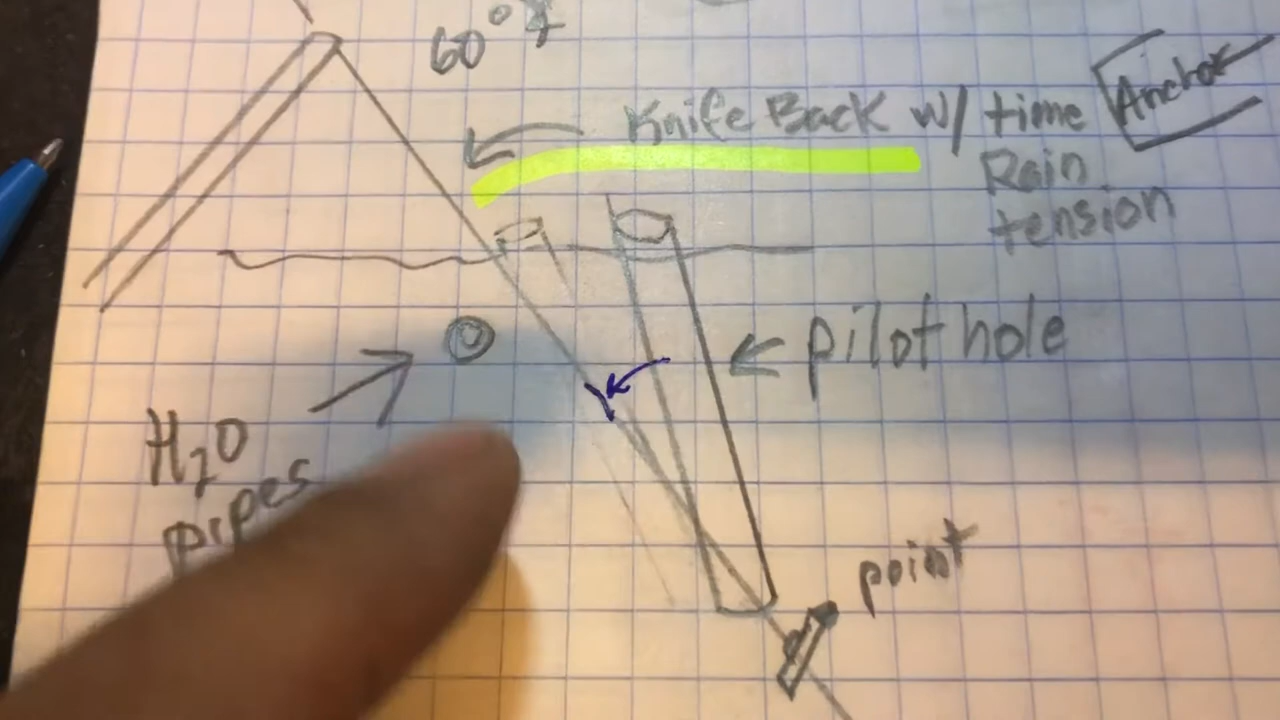 60°
Knife Back w/ time
Rain
tension
Anchor
pilot hole
H2O
pipes
point